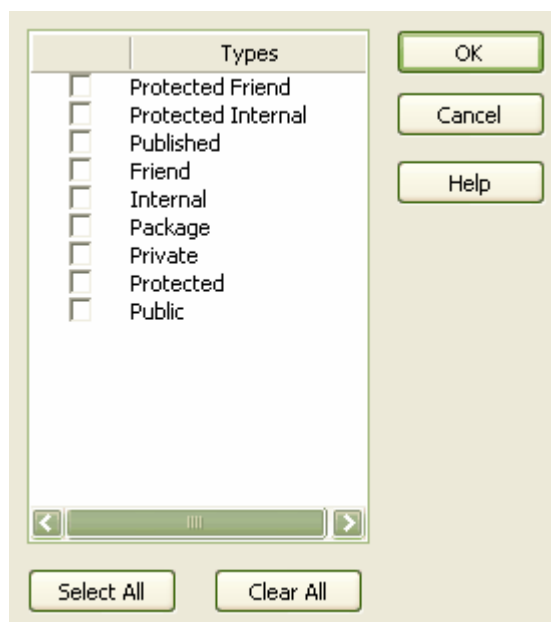 Types
Protected Friend
Protected Internal
Published
Friend
Internal
Package
Private
Protected
Public
OK
Cancel
Help
Select All
Clear All